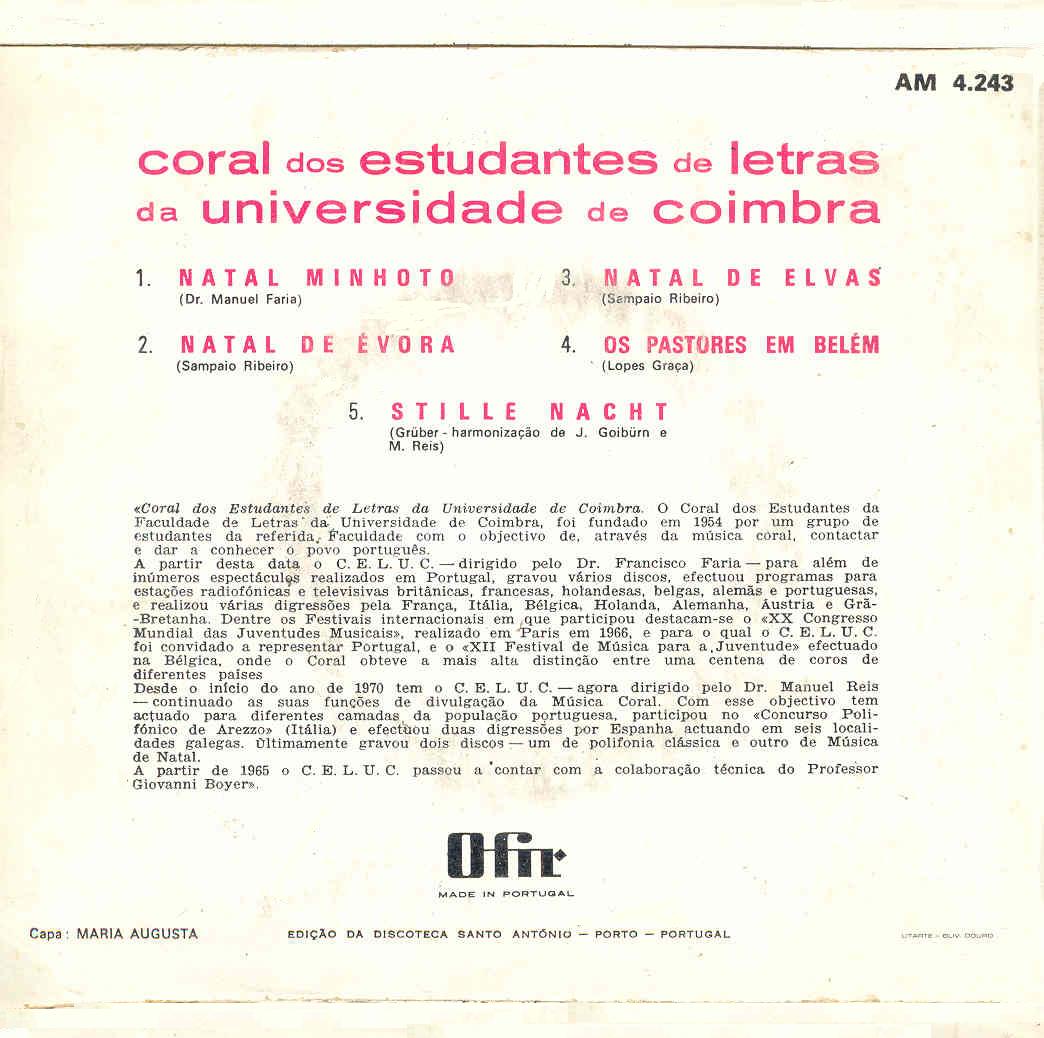 AM 4.243
coral dos estudantes de letras
da universidade de coimbra
1. NATAL MINHOTO
(Dr. Manuel Faria)
2. NATAL DE ÉVORA
(Sampaio Ribeiro)
3. NATAL DE ELVAS
(Sampaio Ribeiro)
4. OS PASTORES EM BELÉM
(Lopes Graça)
5. STILLE NACHT
(Grüber - harmonização de J. Goibürn e
M. Reis)
«Coral dos Estudantes de Letras da Universidade de Coimbra. O Coral dos Estudantes da
Faculdade de Letras da Universidade de Coimbra, foi fundado em 1954 por um grupo de
estudantes da referida Faculdade com o objectivo de, através da música coral, contactar
e dar a conhecer o povo português.
A partir desta data o C. E. L. U. C. — dirigido pelo Dr. Francisco Faria — para além de
inúmeros espectáculos realizados em Portugal, gravou vários discos, efectuou programas para
estações radiofónicas e televisivas britânicas, francesas, holandesas, belgas, alemãs e portuguesas,
e realizou várias digressões pela França, Itália, Bélgica, Holanda, Alemanha, Áustria e Grã-
-Bretanha. Dentre os Festivais internacionais em que participou destacam-se o «XX Congresso
Mundial das Juventudes Musicais», realizado em Paris em 1966, e para o qual o C. E. L. U. C.
foi convidado a representar Portugal, e o «XII Festival de Música para a Juventude» efectuado
na Bélgica, onde o Coral obteve a mais alta distinção entre uma centena de coros de
diferentes países
Desde o início do ano de 1970 tem o C. E. L. U. C. — agora dirigido pelo Dr. Manuel Reis
— continuado as suas funções de divulgação da Música Coral. Com esse objectivo tem
actuado para diferentes camadas da população portuguesa, participou no «Concurso Poli-
fónico de Arezzo» (Itália) e efectuou duas digressões por Espanha actuando em seis locali-
dades galegas. Últimamente gravou dois discos — um de polifonia clássica e outro de Música
de Natal.
A partir de 1965 o C. E. L. U. C. passou a contar com a colaboração técnica do Professor
Giovanni Boyer».
Ofir
MADE IN PORTUGAL
Capa: MARIA AUGUSTA
EDIÇÃO DA DISCOTECA SANTO ANTÓNIO — PORTO — PORTUGAL
LITARTE - OLIV. DOURO